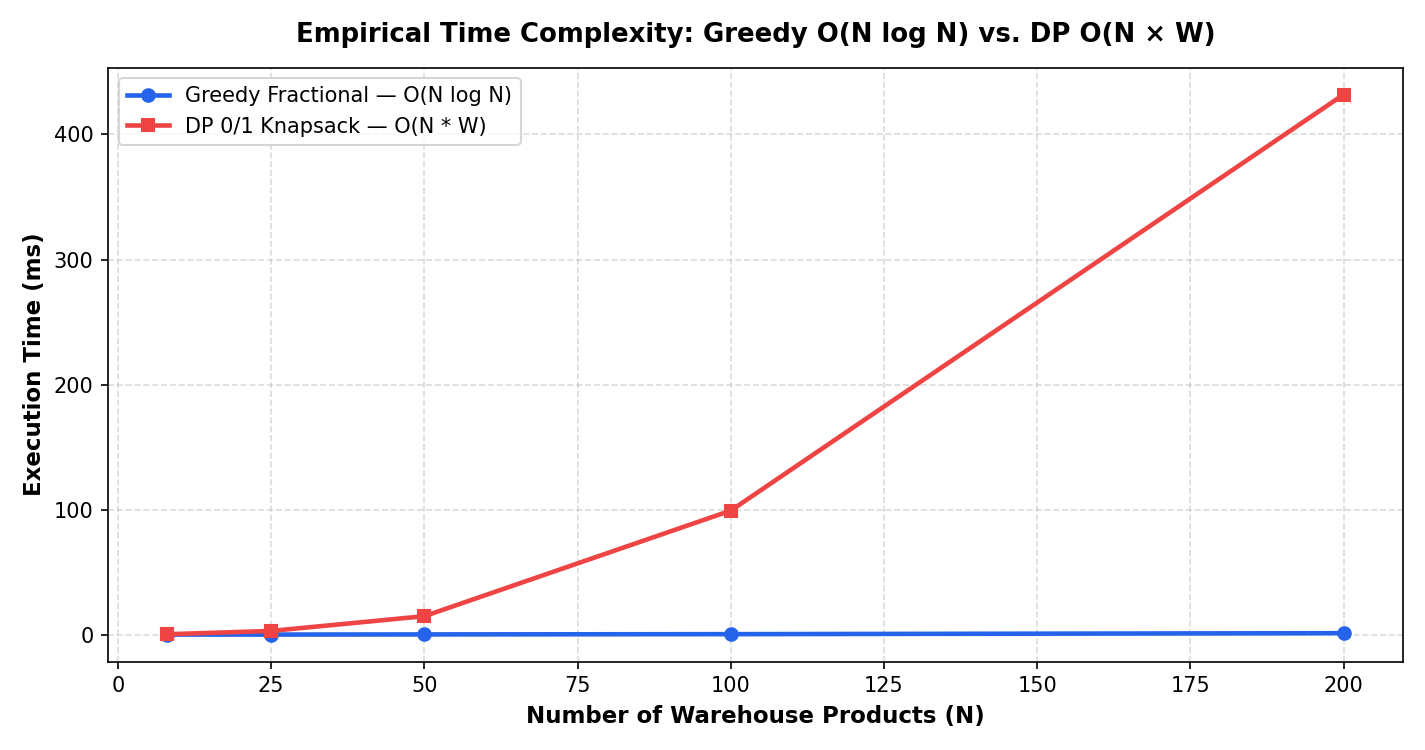 Empirical Time Complexity: Greedy O(N log N) vs. DP O(N × W)
Greedy Fractional — O(N log N)
DP 0/1 Knapsack — O(N * W)
Execution Time (ms)
400
300
200
100
0
0 25 50 75 100 125 150 175 200
Number of Warehouse Products (N)